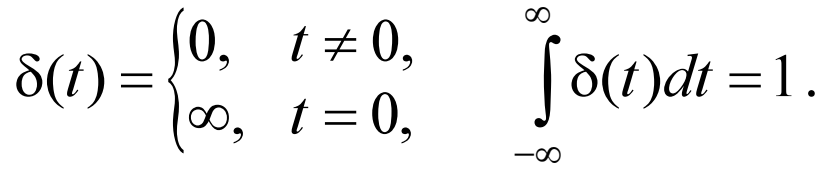 δ(t) = {0, t ≠ 0, ∞, t = 0, ∫_{-∞}^{∞} δ(t)dt = 1.